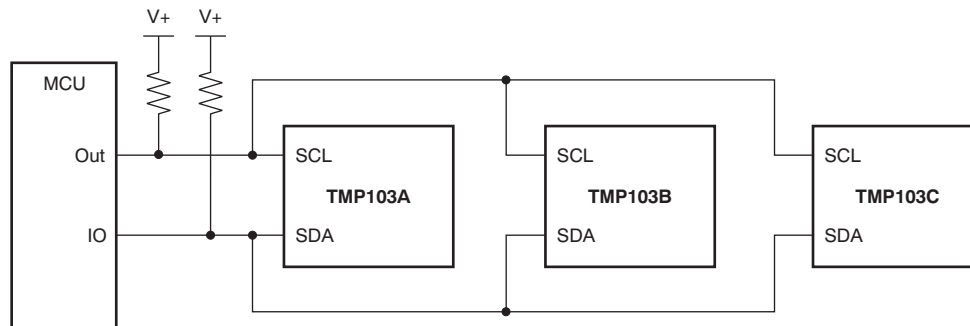 V+ V+
MCU
Out SCL SCL SCL
TMP103A TMP103B TMP103C
IO SDA SDA SDA